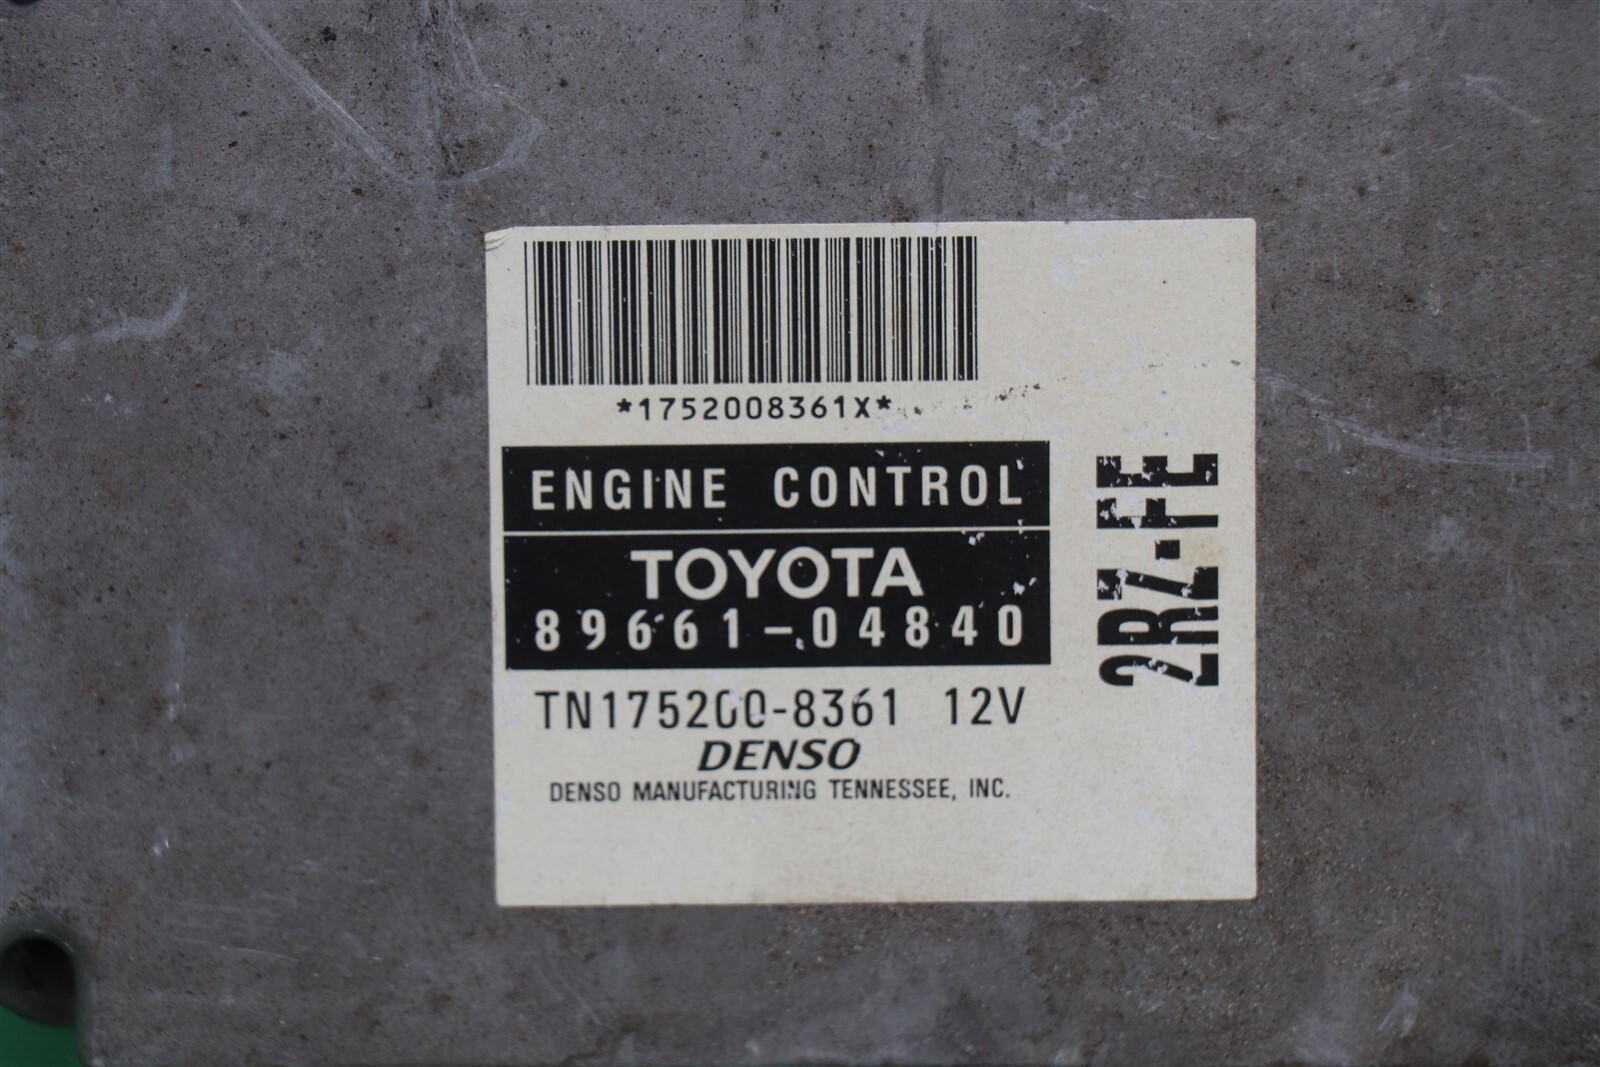 *1752008361X*
ENGINE CONTROL
TOYOTA
89661-04840
TN175200-8361 12V
DENSO
DENSO MANUFACTURING TENNESSEE, INC.
2RZ-FE